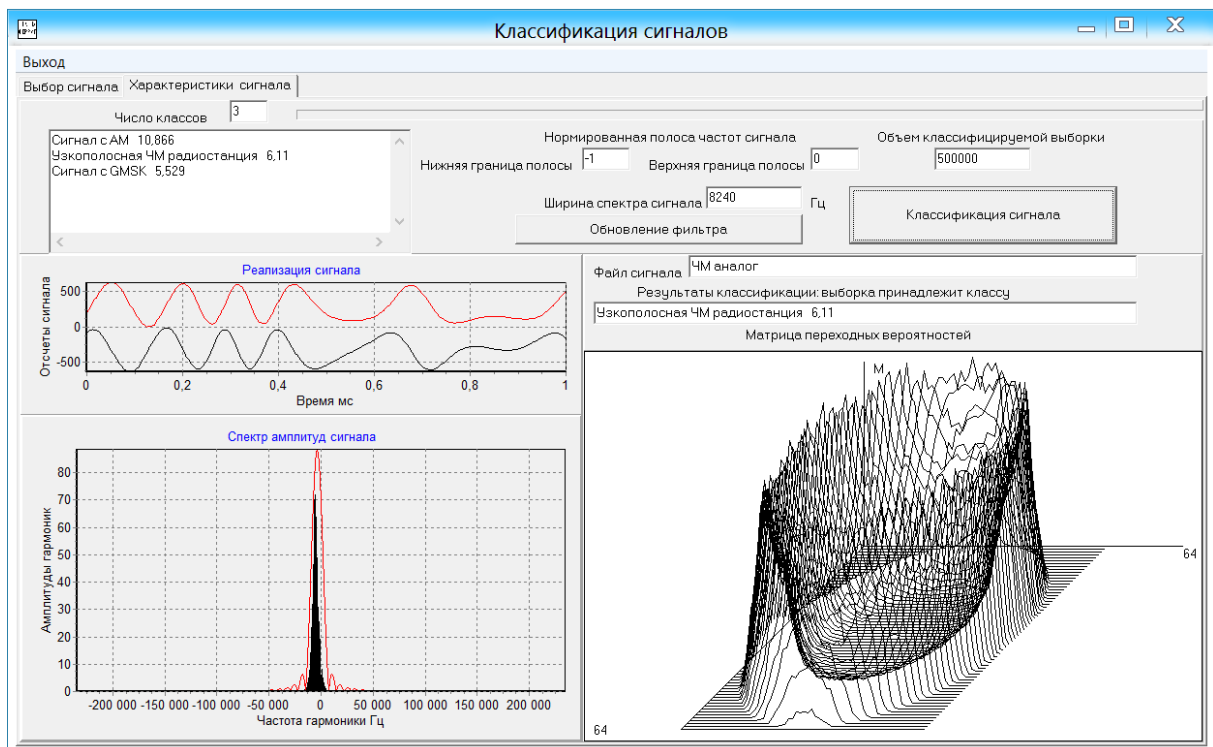 Классификация сигналов
Выход
Выбор сигнала Характеристики сигнала
Число классов 3
Сигнал с АМ 10,866
Узкополосная ЧМ радиостанция 6,11
Сигнал с GMSK 5,529
Нормированная полоса частот сигнала
Объем классифицируемой выборки
Нижняя граница полосы -1 Верхняя граница полосы 0
500000
Ширина спектра сигнала 8240 Гц
Обновление фильтра
Классификация сигнала
Реализация сигнала
Отсчеты сигнала
500
0
-500
0 0,2 0,4 0,6 0,8 1
Время мс
Файл сигнала ЧМ аналог
Результаты классификации: выборка принадлежит классу
Узкополосная ЧМ радиостанция 6,11
Матрица переходных вероятностей
М
64
64
Спектр амплитуд сигнала
Амплитуды гармоник
80
70
60
50
40
30
20
10
0
-200 000 -150 000 -100 000 -50 000 0 50 000 100 000 150 000 200 000
Частота гармоники Гц